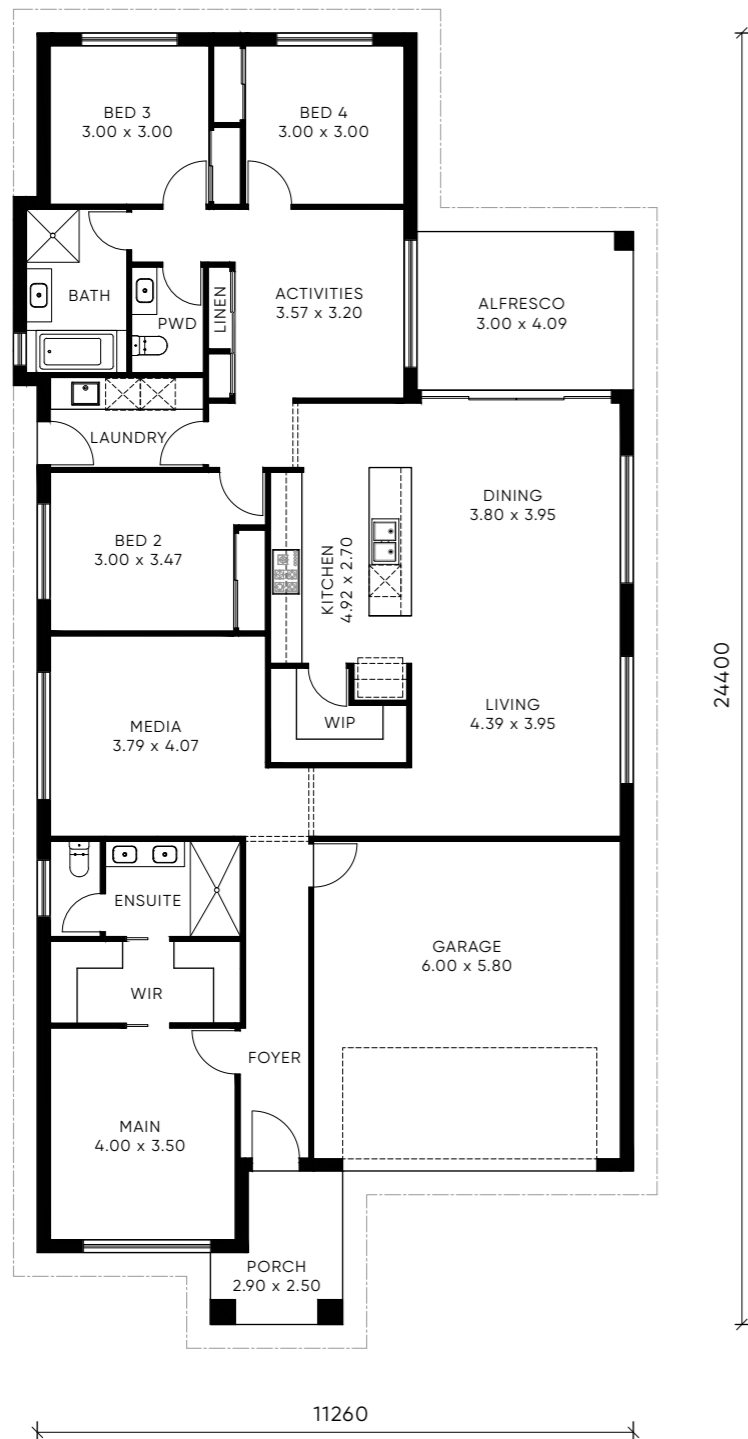 BED 3
3.00 x 3.00
BED 4
3.00 x 3.00
BATH
PWD
LINEN
ACTIVITIES
3.57 x 3.20
ALFRESCO
3.00 x 4.09
LAUNDRY
BED 2
3.00 x 3.47
KITCHEN
4.92 x 2.70
DINING
3.80 x 3.95
24400
MEDIA
3.79 x 4.07
WIP
LIVING
4.39 x 3.95
ENSUITE
WIR
GARAGE
6.00 x 5.80
FOYER
MAIN
4.00 x 3.50
PORCH
2.90 x 2.50
11260